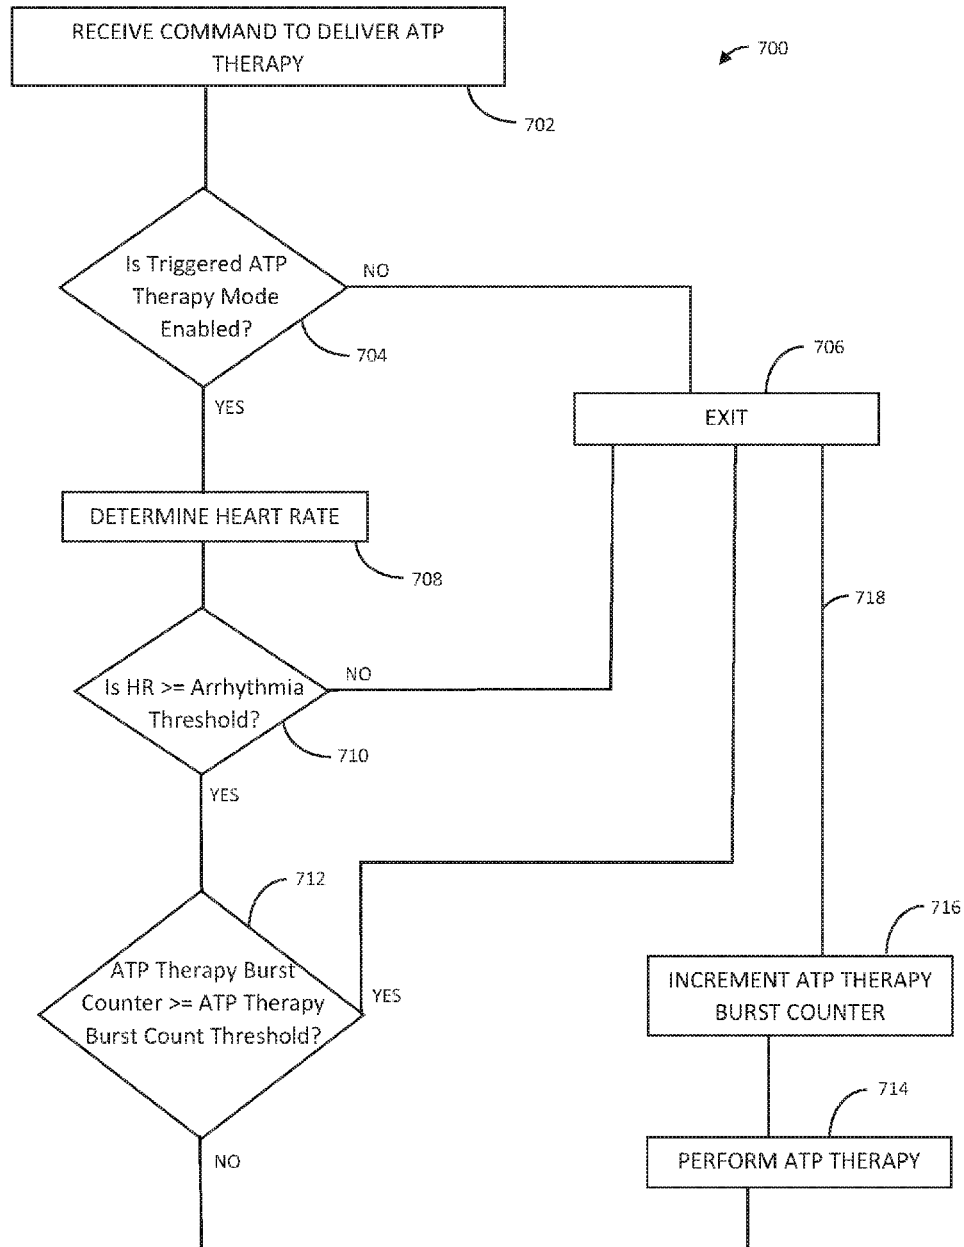 RECEIVE COMMAND TO DELIVER ATP
THERAPY
700
702
Is Triggered ATP
Therapy Mode
Enabled?
NO
704
706
YES
EXIT
DETERMINE HEART RATE
708
718
Is HR >= Arrhythmia
Threshold?
NO
710
YES
712
716
ATP Therapy Burst
Counter >= ATP Therapy
Burst Count Threshold?
YES
INCREMENT ATP THERAPY
BURST COUNTER
714
NO
PERFORM ATP THERAPY